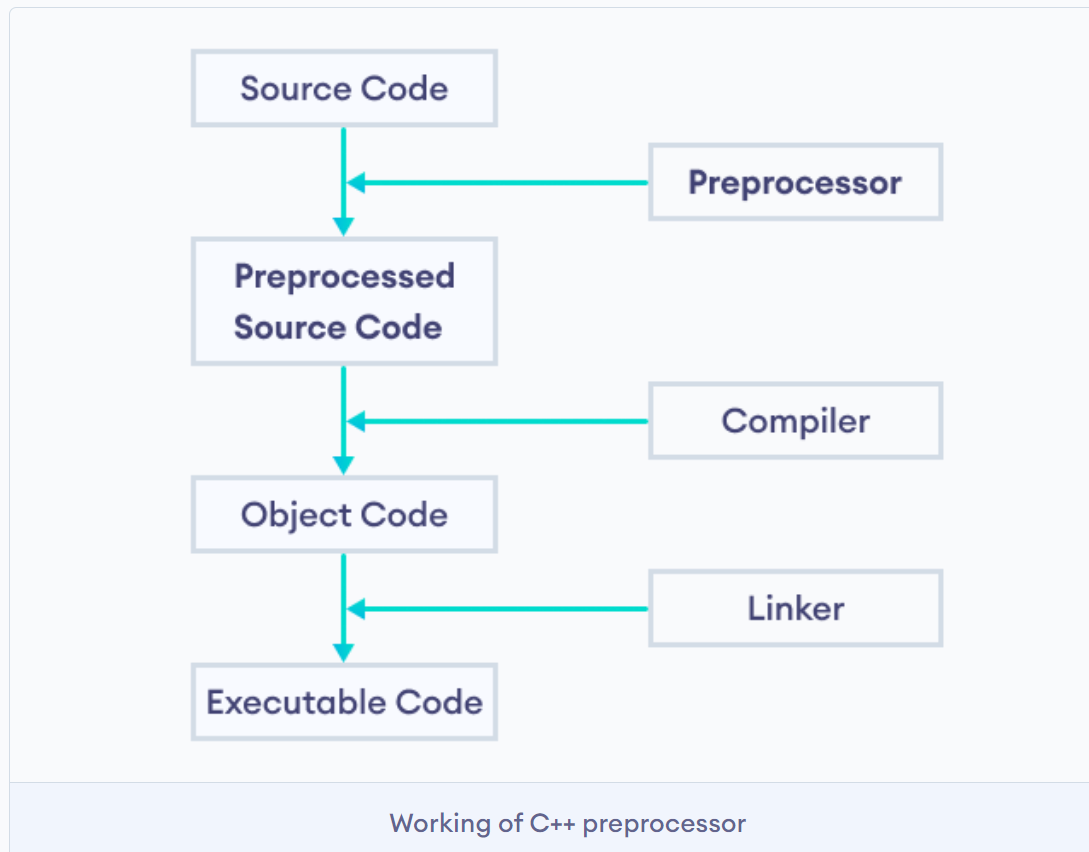 Source Code
Preprocessor
Preprocessed
Source Code
Compiler
Object Code
Linker
Executable Code
Working of C++ preprocessor